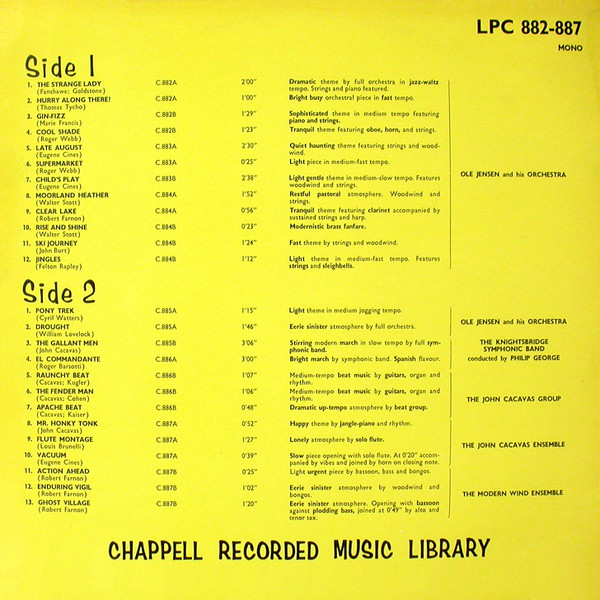 LPC 882-887
MONO
Side 1
1. THE STRANGE LADY C.882A 2'00" Dramatic theme by full orchestra in jazz-waltz
(Fanshawe; Goldstone) tempo. Strings and piano featured.
2. HURRY ALONG THERE! C.882A 1'00" Bright busy orchestral piece in fast tempo.
(Thomas Tycho)
3. GIN-FIZZ C.882B 1'29" Sophisticated theme in medium tempo featuring
(Marie Francis) piano and strings.
4. COOL SHADE C.882B 1'23" Tranquil theme featuring oboe, horn, and strings.
(Roger Webb)
5. LATE AUGUST C.883A 2'30" Quiet haunting theme featuring strings and wood-
(Eugene Cines) wind.
6. SUPERMARKET C.883A 0'25" Light piece in medium-fast tempo.
(Roger Webb)
7. CHILD'S PLAY C.883B 2'38" Light gentle theme in medium-slow tempo. Features
(Eugene Cines) woodwind and strings.
8. MOORLAND HEATHER C.884A 1'52" Restful pastoral atmosphere. Woodwind and
(Walter Stott) strings.
9. CLEAR LAKE C.884A 0'56" Tranquil theme featuring clarinet accompanied by
(Robert Farnon) sustained strings and harp.
10. RISE AND SHINE C.884B 0'23" Modernistic brass fanfare.
(Walter Stott)
11. SKI JOURNEY C.884B 1'24" Fast theme by strings and woodwind.
(John Burt)
12. JINGLES C.884B 1'12" Light theme in medium-fast tempo. Features
(Felton Rapley) strings and sleighbells.
OLE JENSEN and his ORCHESTRA
Side 2
1. PONY TREK C.885A 1'15" Light theme in medium jogging tempo.
(Cyril Watters)
2. DROUGHT C.885A 1'46" Eerie sinister atmosphere by full orchestra.
(William Lovelock)
OLE JENSEN and his ORCHESTRA
3. THE GALLANT MEN C.885B 3'06" Stirring modern march in slow tempo by full sym-
(John Cacavas) phonic band.
4. EL COMMANDANTE C.886A 3'00" Bright march by symphonic band. Spanish flavour.
(Roger Barsotti)
THE KNIGHTSBRIDGE
SYMPHONIC BAND
conducted by PHILIP GEORGE
5. RAUNCHY BEAT C.886B 1'07" Medium-tempo beat music by guitars, organ and
(Cacavas; Kugler) rhythm.
6. THE FENDER MAN C.886B 1'06" Medium-tempo beat music by guitars, organ and
(Cacavas; Cohen) rhythm.
7. APACHE BEAT C.886B 0'48" Dramatic up-tempo atmosphere by beat group.
(Cacavas; Kaiser)
THE JOHN CACAVAS GROUP
8. MR. HONKY TONK C.887A 0'52" Happy theme by jangle-piano and rhythm.
(John Cacavas)
9. FLUTE MONTAGE C.887A 1'27" Lonely atmosphere by solo flute.
(Louis Brunelli)
10. VACUUM C.887A 0'39" Slow piece opening with solo flute. At 0'20" accom-
(Eugene Cines) panied by vibes and joined by horn on closing note.
THE JOHN CACAVAS ENSEMBLE
11. ACTION AHEAD C.887B 0'25" Light urgent piece by bassoon, bass and bongos.
(Robert Farnon)
12. ENDURING VIGIL C.887B 1'02" Eerie sinister atmosphere by woodwind and
(Robert Farnon) bongos.
13. GHOST VILLAGE C.887B 1'20" Eerie sinister atmosphere. Opening with bassoon
(Robert Farnon) against plodding bass, joined at 0'49" by alto and
tenor sax.
THE MODERN WIND ENSEMBLE
CHAPPELL RECORDED MUSIC LIBRARY